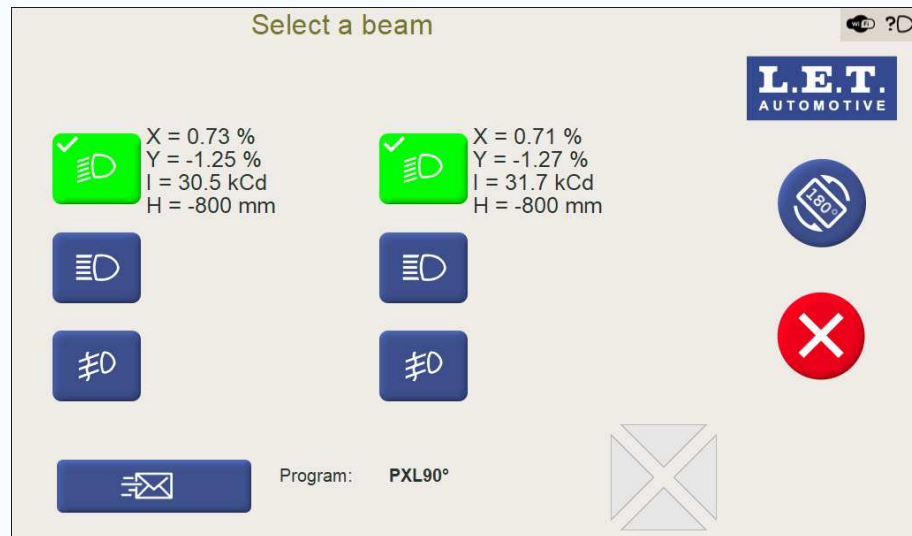 Select a beam
WiFi
?
L.E.T.
AUTOMOTIVE
X = 0.73 %
Y = -1.25 %
I = 30.5 kCd
H = -800 mm
X = 0.71 %
Y = -1.27 %
I = 31.7 kCd
H = -800 mm
180°
Program: PXL90°